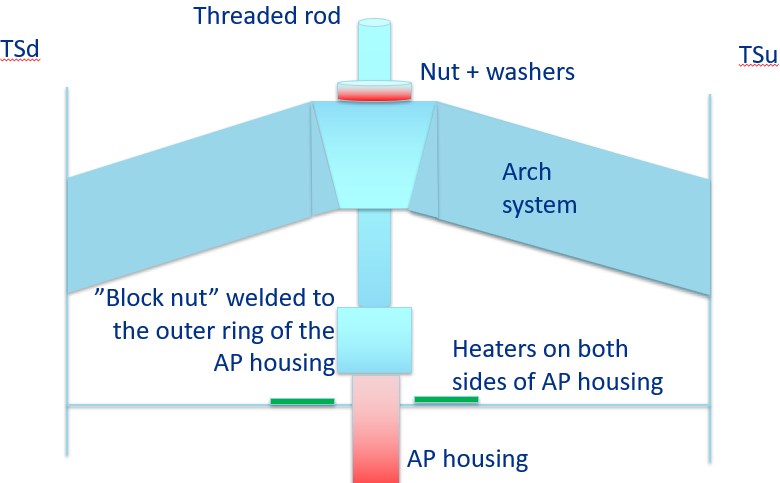 Threaded rod
TSd
TSu
Nut + washers
Arch
system
”Block nut” welded to
the outer ring of the
AP housing
Heaters on both
sides of AP housing
AP housing